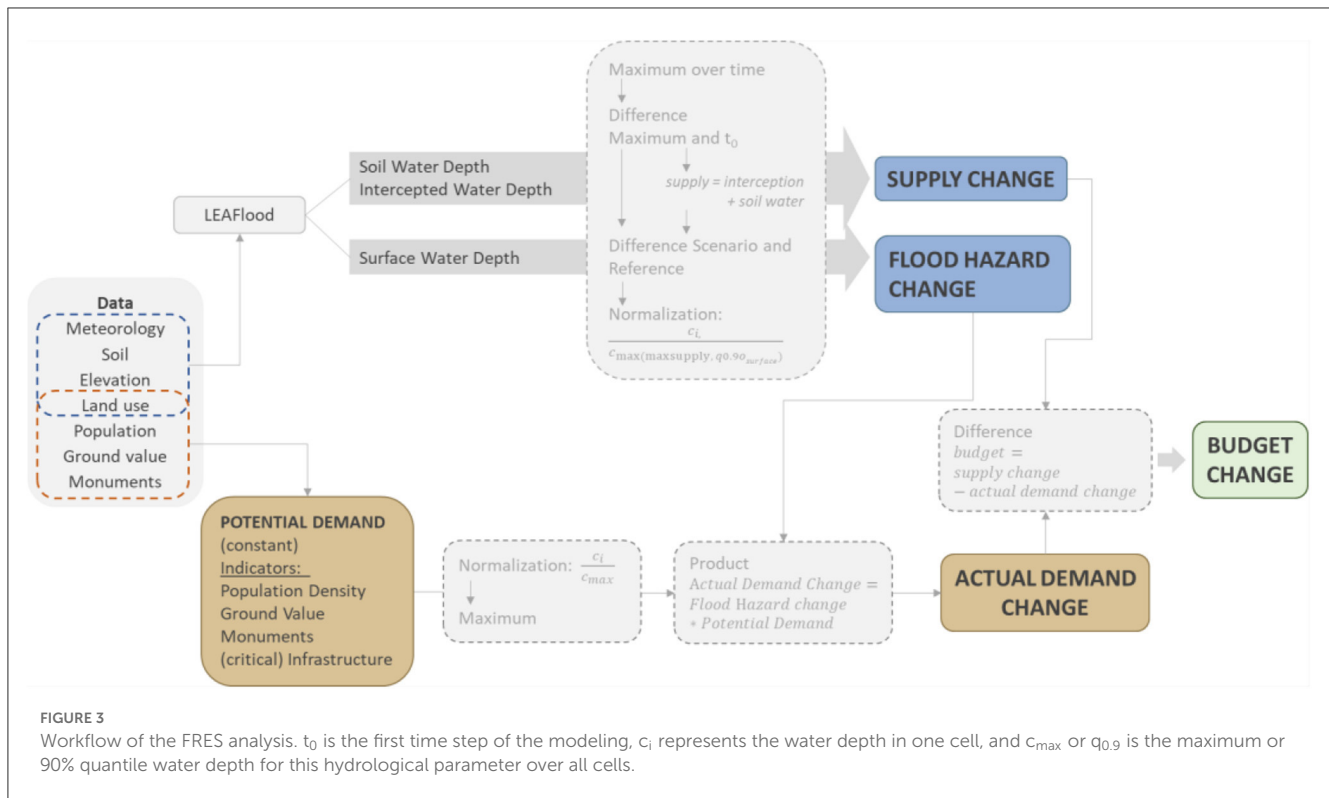 Maximum over time
Difference
Maximum and t₀
supply = interception
+ soil water
Difference Scenario and
Reference
Normalization:
cᵢ,
c_max(maxsupply, q0.9o_surface)
Soil Water Depth
Intercepted Water Depth
Surface Water Depth
LEAFlood
SUPPLY CHANGE
FLOOD HAZARD
CHANGE
Data
Meteorology
Soil
Elevation
Land use
Population
Ground value
Monuments
POTENTIAL DEMAND
(constant)
Indicators:
Population Density
Ground Value
Monuments
(critical) Infrastructure
Normalization: cᵢ / c_max
Maximum
Product
Actual Demand Change =
Flood Hazard change
* Potential Demand
Difference
budget =
supply change
− actual demand change
ACTUAL DEMAND
CHANGE
BUDGET
CHANGE
FIGURE 3
Workflow of the FRES analysis. t₀ is the first time step of the modeling, cᵢ represents the water depth in one cell, and c_max or q₀.₉ is the maximum or
90% quantile water depth for this hydrological parameter over all cells.